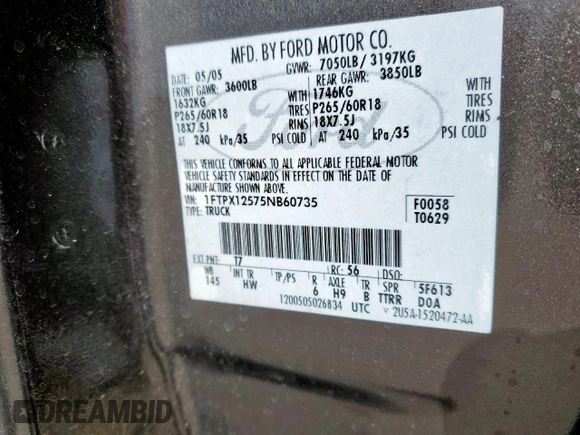 MFD. BY FORD MOTOR CO.
DATE: 05/05 GVWR: 7050LB/ 3197KG
FRONT GAWR: 3600LB REAR GAWR: 3850LB
1632KG WITH 1746KG WITH
P265/60R18 TIRES P265/60R18 TIRES
18X7.5J RIMS 18X7.5J RIMS
AT 240 kPa/35 PSI COLD AT 240 kPa/35 PSI COLD
THIS VEHICLE CONFORMS TO ALL APPLICABLE FEDERAL MOTOR
VEHICLE SAFETY STANDARDS IN EFFECT ON THE DATE OF
MANUFACTURE SHOWN ABOVE.
VIN: 1FTPX12575NB60735 F0058
TYPE: TRUCK T0629
EXT PNT: T7 RC: 56 DSO:
WB INT TR TP/PS R AXLE TR SPR 5F613
145 HW 6 H9 B TTRR DOA
1200505026834 UTC 2U5A-1520472-AA
Ford
DREAMBID